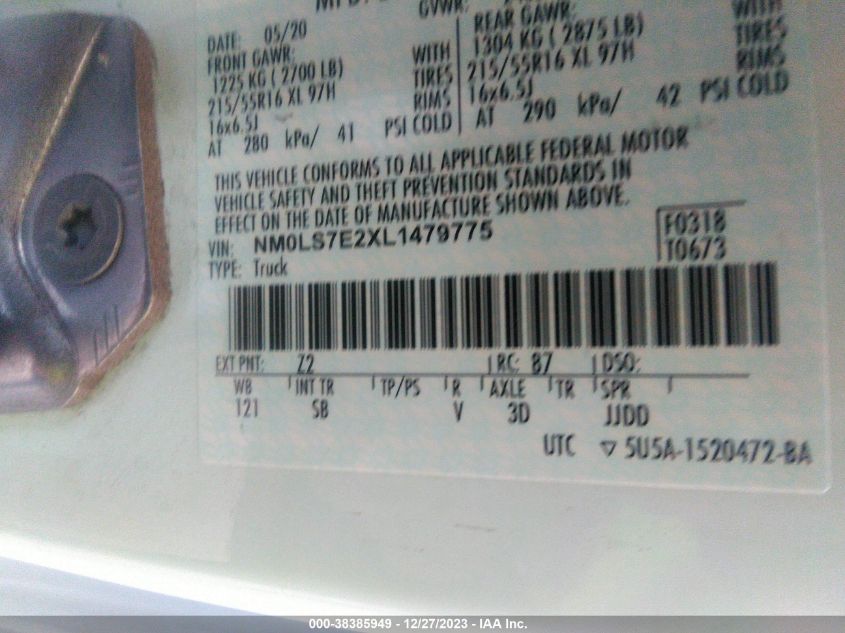 MFD.
GVWR:
DATE: 05/20
FRONT GAWR:
1225 KG ( 2700 LB)
215/55R16 XL 97H
16x6.5J
AT 280 kPa/ 41 PSI COLD
WITH
TIRES
RIMS
REAR GAWR:
1304 KG ( 2875 LB)
215/55R16 XL 97H
16x6.5J
AT 290 kPa/ 42 PSI COLD
WITH
TIRES
RIMS
THIS VEHICLE CONFORMS TO ALL APPLICABLE FEDERAL MOTOR
VEHICLE SAFETY AND THEFT PREVENTION STANDARDS IN
EFFECT ON THE DATE OF MANUFACTURE SHOWN ABOVE.
VIN: NM0LS7E2XL1479775
TYPE: Truck
F0318
T0673
EXT PNT: Z2 RC: 87 DSO:
WB INT TR TP/PS R AXLE TR SPR
121 SB V 3D JJDD
UTC ▽ 5U5A-1520472-BA
000-38385949 - 12/27/2023 - IAA Inc.